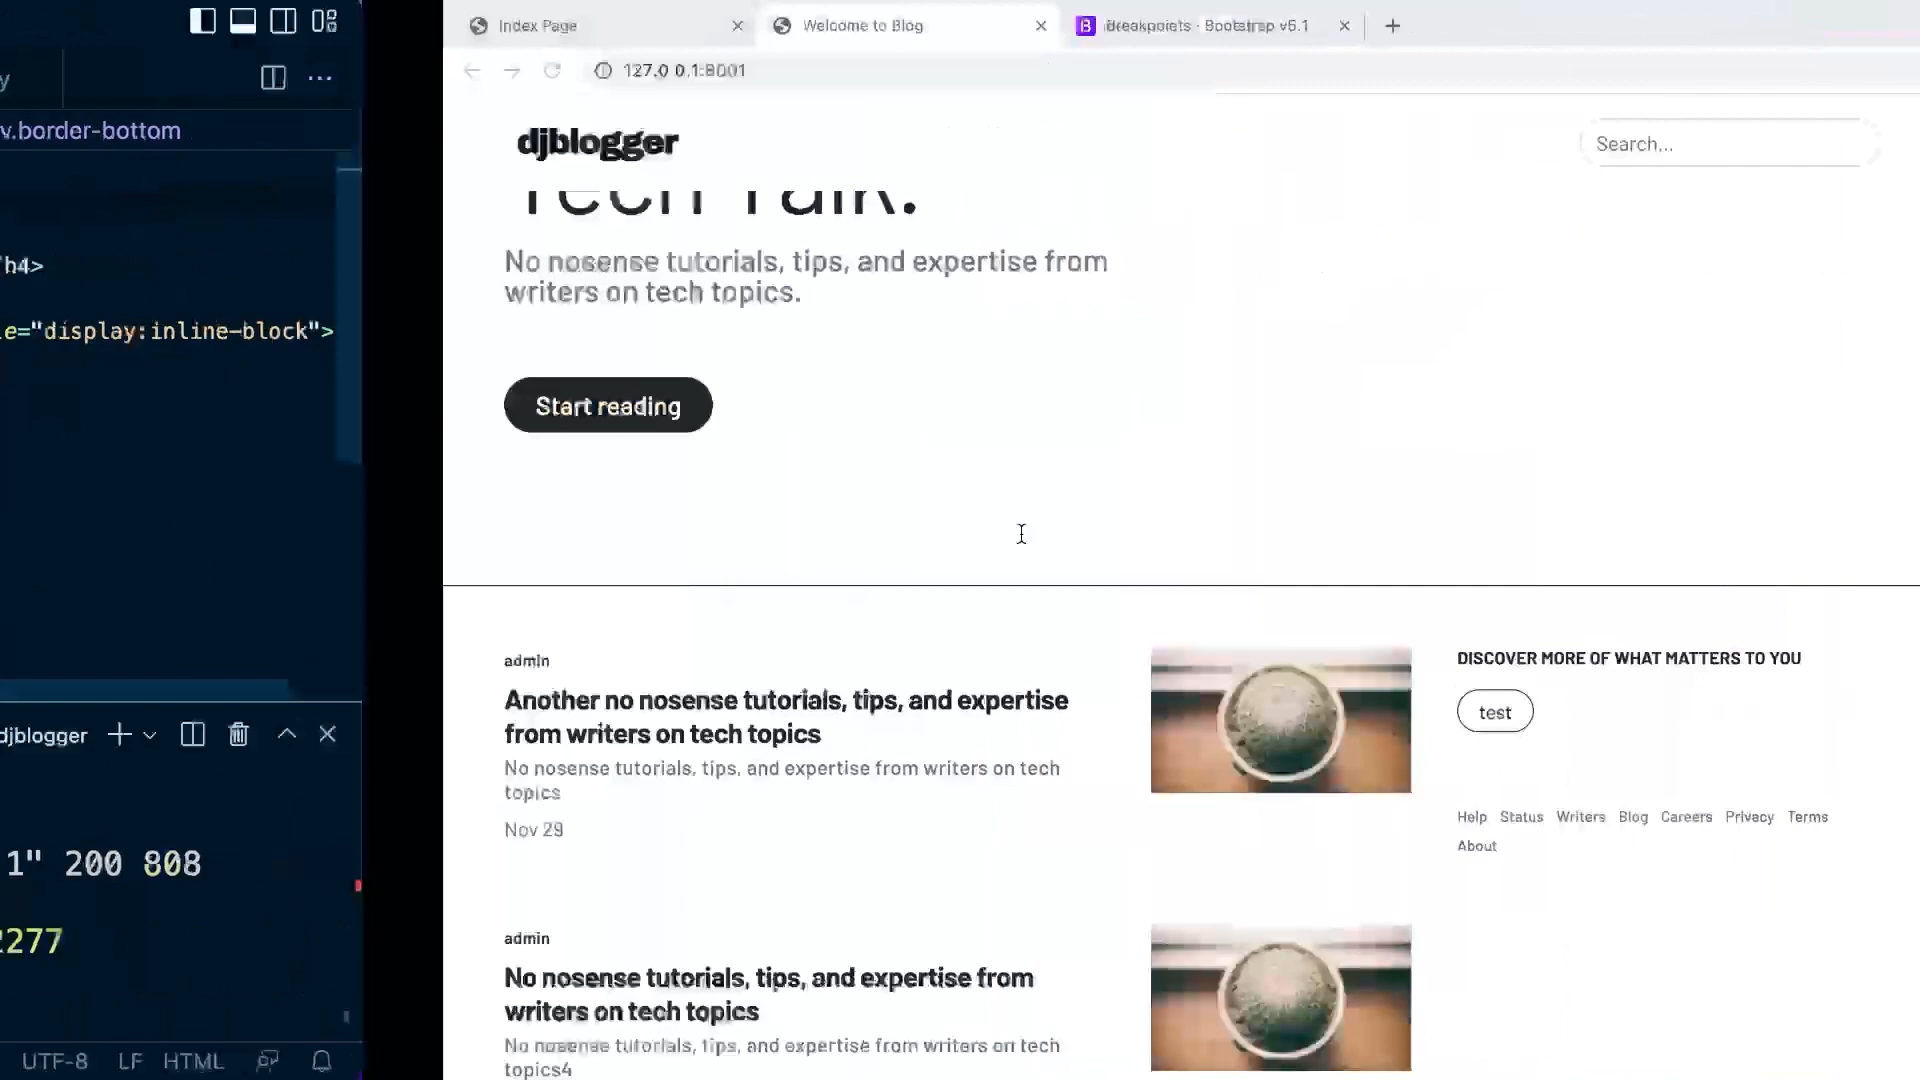 v.border-bottom
h4>
e="display:inline-block">
djblogger
1" 200 808
2277
UTF-8 LF HTML
Index Page
Welcome to Blog
Breakpoints · Bootstrap v5.1
127.0.0.1:8001
djblogger
Search...
Tech Talk.
No nosense tutorials, tips, and expertise from
writers on tech topics.
Start reading
admin
Another no nosense tutorials, tips, and expertise
from writers on tech topics
No nosense tutorials, tips, and expertise from writers on tech
topics
Nov 29
DISCOVER MORE OF WHAT MATTERS TO YOU
test
Help Status Writers Blog Careers Privacy Terms
About
admin
No nosense tutorials, tips, and expertise from
writers on tech topics
No nosense tutorials, tips, and expertise from writers on tech
topics4